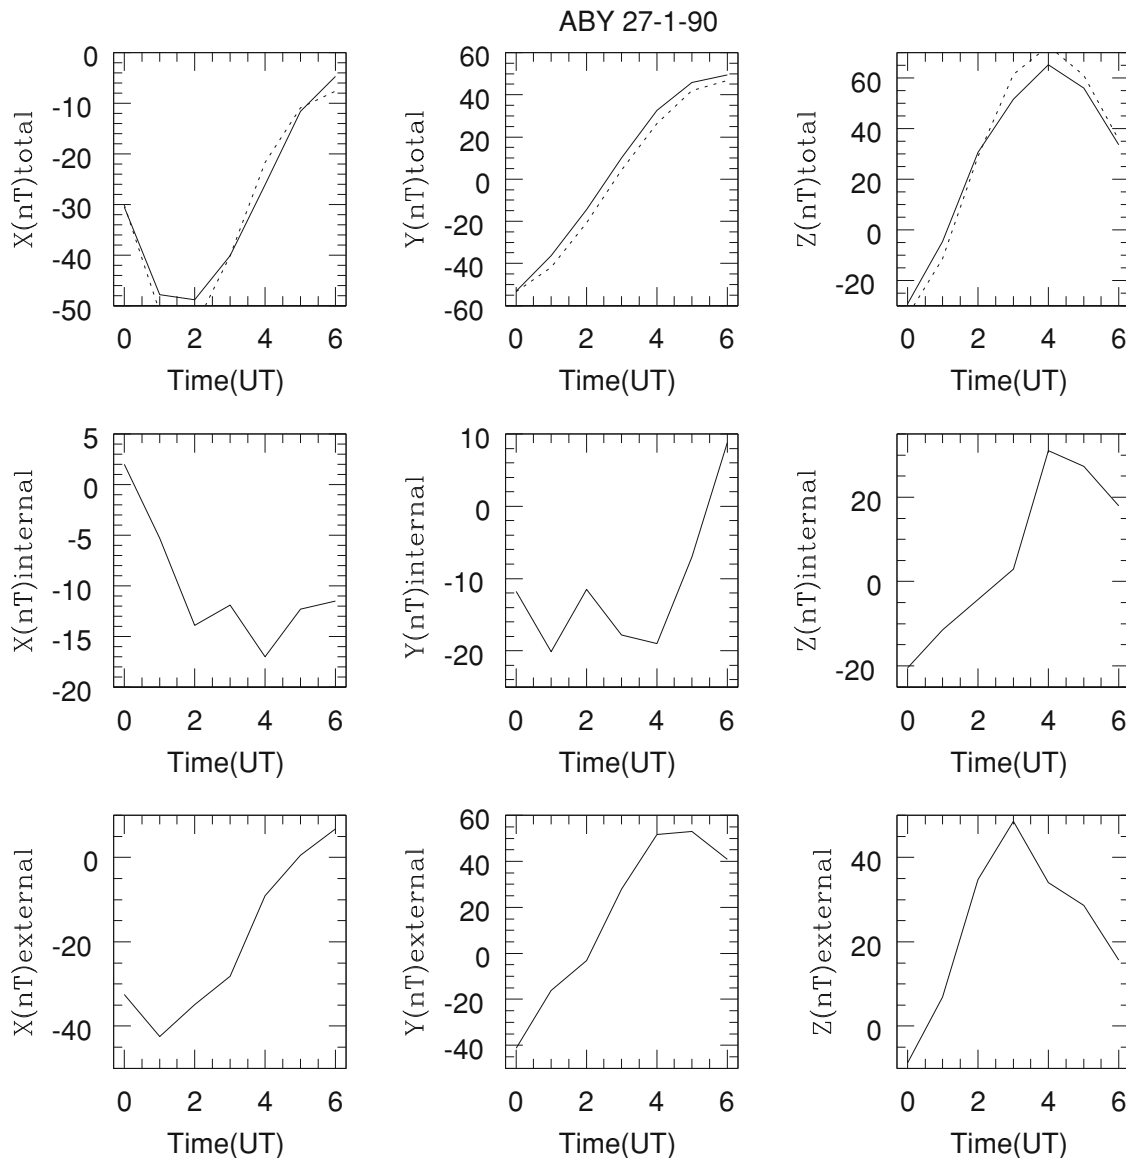 ABY 27-1-90
X(nT)total
0
-10
-20
-30
-40
-50
0 2 4 6
Time(UT)
Y(nT)total
60
40
20
0
-20
-40
-60
0 2 4 6
Time(UT)
Z(nT)total
60
40
20
0
-20
0 2 4 6
Time(UT)
X(nT)internal
5
0
-5
-10
-15
-20
0 2 4 6
Time(UT)
Y(nT)internal
10
0
-10
-20
0 2 4 6
Time(UT)
Z(nT)internal
20
0
-20
0 2 4 6
Time(UT)
X(nT)external
0
-20
-40
0 2 4 6
Time(UT)
Y(nT)external
60
40
20
0
-20
-40
0 2 4 6
Time(UT)
Z(nT)external
40
20
0
0 2 4 6
Time(UT)